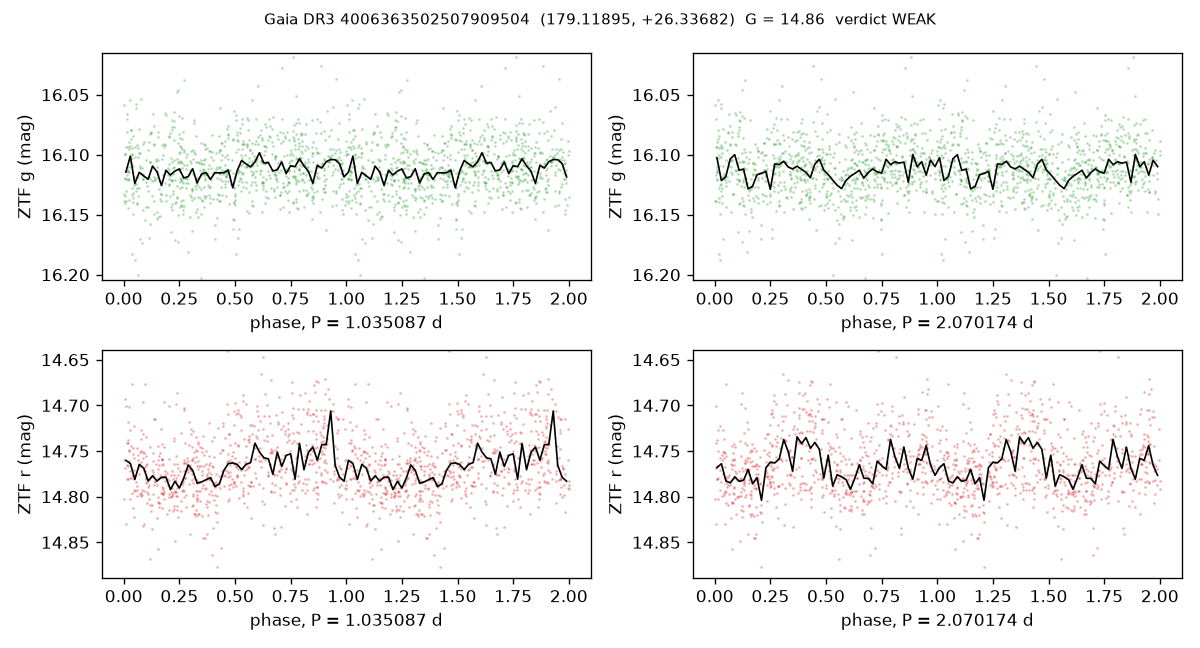 Gaia DR3 4006363502507909504 (179.11895, +26.33682) G = 14.86 verdict WEAK
ZTF g (mag)
16.05
16.10
16.15
16.20
0.00 0.25 0.50 0.75 1.00 1.25 1.50 1.75 2.00
phase, P = 1.035087 d
ZTF g (mag)
16.05
16.10
16.15
16.20
0.00 0.25 0.50 0.75 1.00 1.25 1.50 1.75 2.00
phase, P = 2.070174 d
ZTF r (mag)
14.65
14.70
14.75
14.80
14.85
0.00 0.25 0.50 0.75 1.00 1.25 1.50 1.75 2.00
phase, P = 1.035087 d
ZTF r (mag)
14.65
14.70
14.75
14.80
14.85
0.00 0.25 0.50 0.75 1.00 1.25 1.50 1.75 2.00
phase, P = 2.070174 d